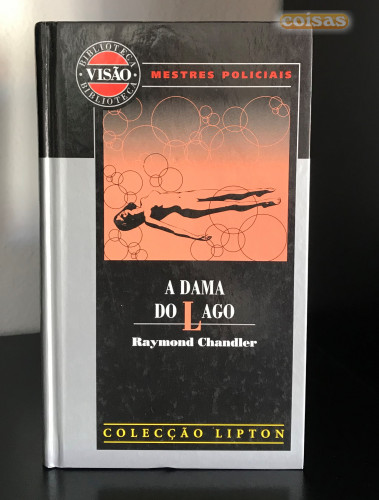 coisas
BIBLIOTECA
VISÃO
BIBLIOTECA
MESTRES POLICIAIS
A DAMA
DO LAGO
Raymond Chandler
COLECÇÃO LIPTON